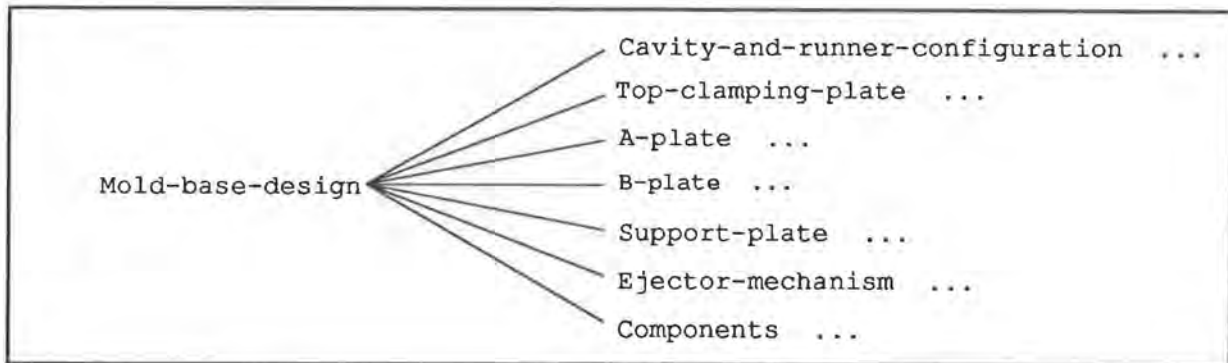 Cavity-and-runner-configuration ...
Top-clamping-plate ...
A-plate ...
Mold-base-design
B-plate ...
Support-plate ...
Ejector-mechanism ...
Components ...